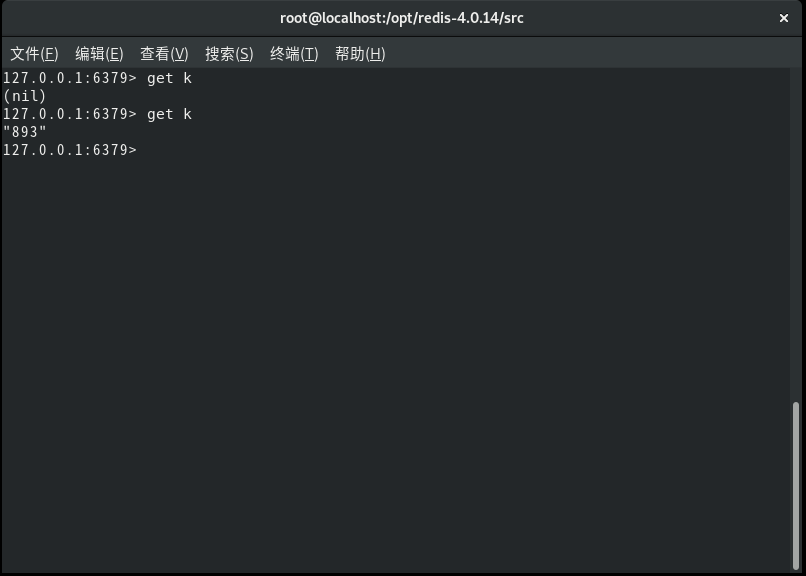 root@localhost:/opt/redis-4.0.14/src
文件(F) 编辑(E) 查看(V) 搜索(S) 终端(T) 帮助(H)
127.0.0.1:6379> get k
(nil)
127.0.0.1:6379> get k
"893"
127.0.0.1:6379>